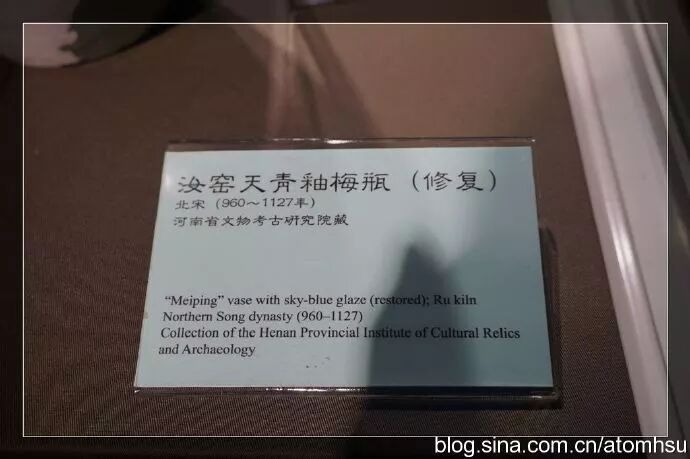 汝窑天青釉梅瓶（修复）
北宋（960～1127年）
河南省文物考古研究院藏
“Meiping” vase with sky-blue glaze (restored); Ru kiln
Northern Song dynasty (960–1127)
Collection of the Henan Provincial Institute of Cultural Relics
and Archaeology
blog.sina.com.cn/atomhsu